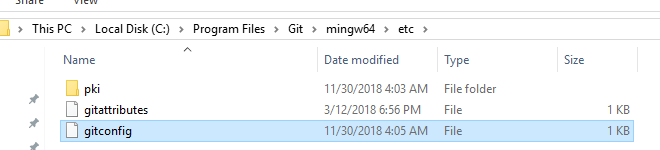 This PC > Local Disk (C:) > Program Files > Git > mingw64 > etc >
Name Date modified Type Size
pki 11/30/2018 4:03 AM File folder
gitattributes 3/12/2018 6:56 PM File 1 KB
gitconfig 11/30/2018 4:05 AM File 1 KB